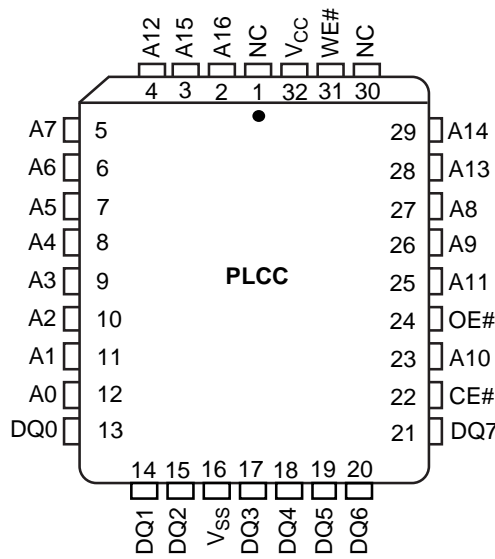 A12 A15 A16 NC VCC WE# NC
4 3 2 1 32 31 30
A7 5 29 A14
A6 6 28 A13
A5 7 27 A8
A4 8 26 A9
A3 9 PLCC 25 A11
A2 10 24 OE#
A1 11 23 A10
A0 12 22 CE#
DQ0 13 21 DQ7
14 15 16 17 18 19 20
DQ1 DQ2 VSS DQ3 DQ4 DQ5 DQ6